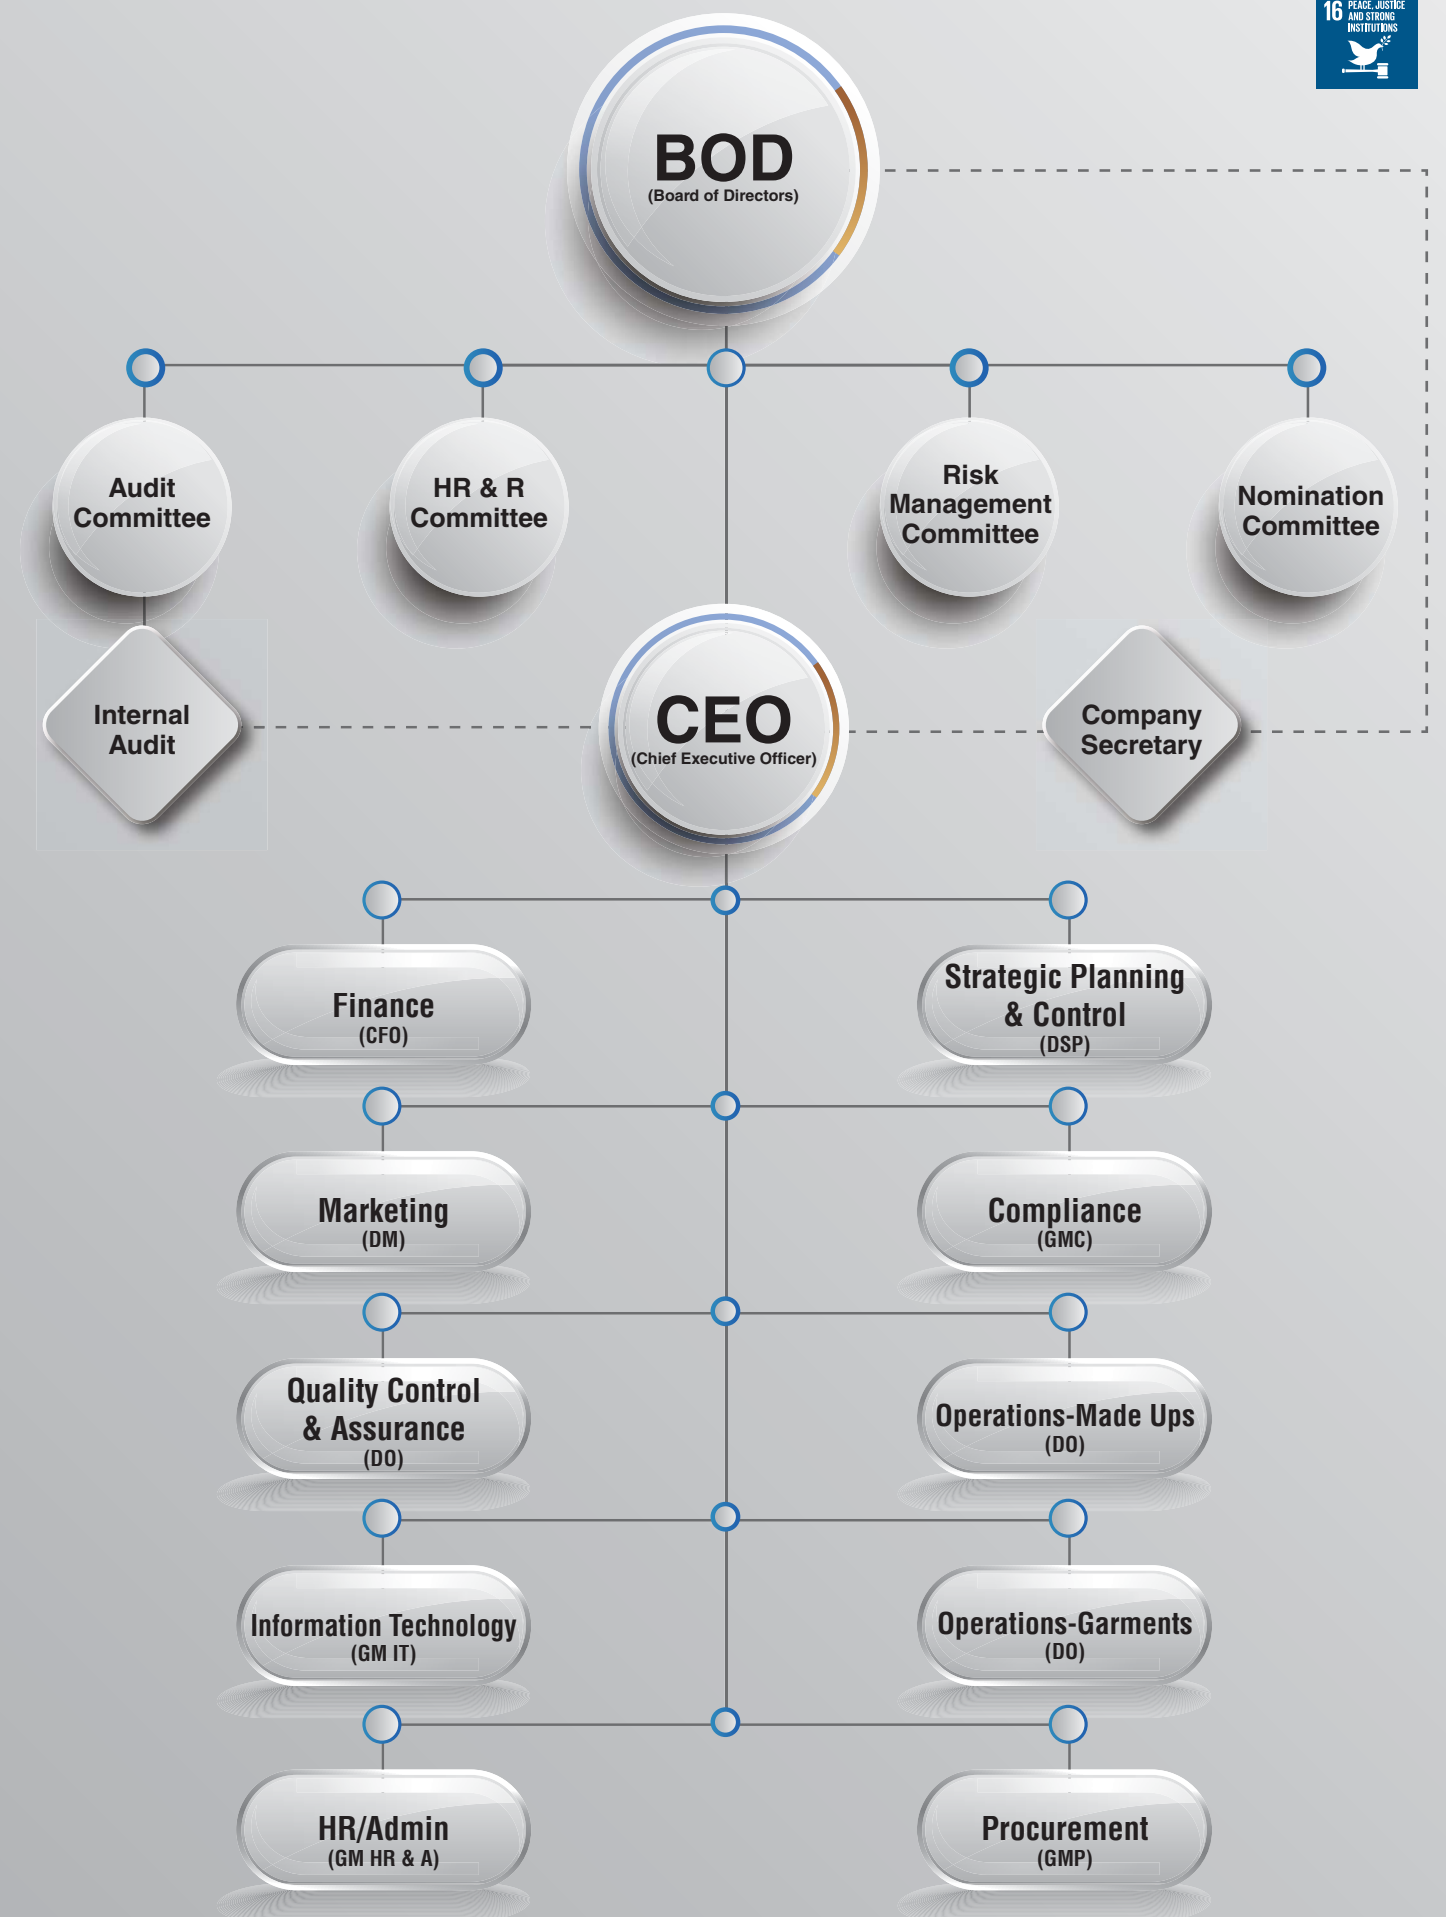 16 PEACE, JUSTICE
AND STRONG
INSTITUTIONS
BOD
(Board of Directors)
Audit
Committee
HR & R
Committee
Risk
Management
Committee
Nomination
Committee
Internal
Audit
CEO
(Chief Executive Officer)
Company
Secretary
Finance
(CFO)
Strategic Planning
& Control
(DSP)
Marketing
(DM)
Compliance
(GMC)
Quality Control
& Assurance
(DO)
Operations-Made Ups
(DO)
Information Technology
(GM IT)
Operations-Garments
(DO)
HR/Admin
(GM HR & A)
Procurement
(GMP)